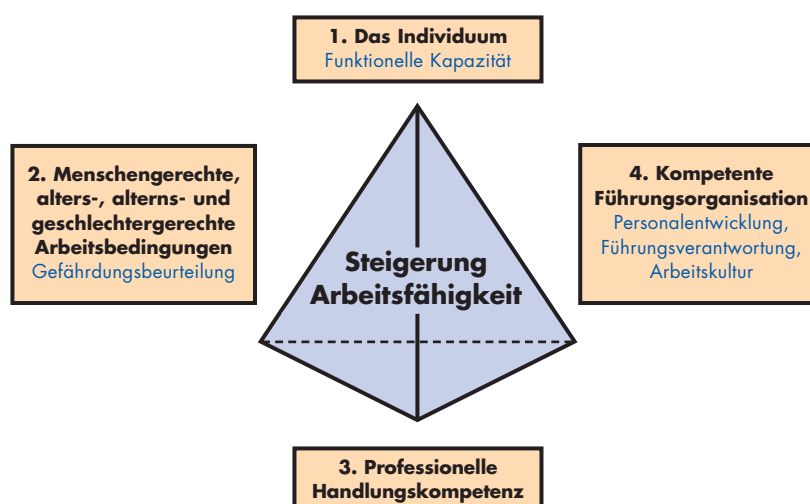 1. Das Individuum
Funktionelle Kapazität
2. Menschengerechte,
alters-, alterns- und
geschlechtergerechte
Arbeitsbedingungen
Gefährdungsbeurteilung
4. Kompetente
Führungsorganisation
Personalentwicklung,
Führungsverantwortung,
Arbeitskultur
Steigerung
Arbeitsfähigkeit
3. Professionelle
Handlungskompetenz